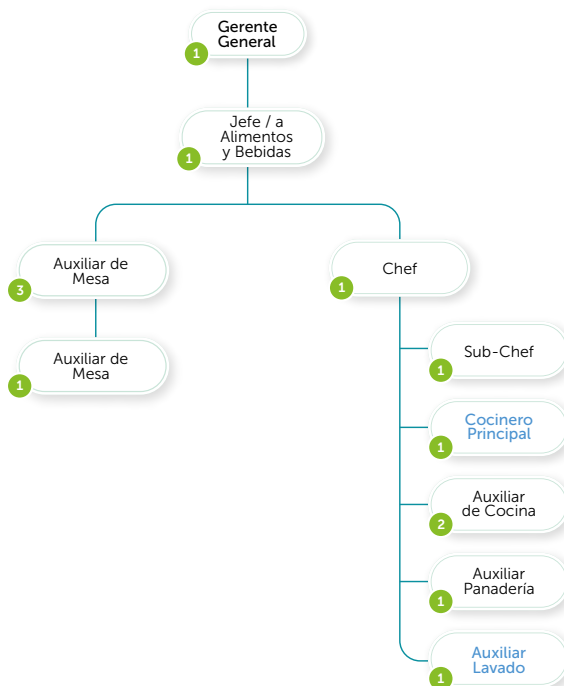 Gerente
General
1
Jefe / a
Alimentos
y Bebidas
1
Auxiliar de
Mesa
3
Auxiliar de
Mesa
1
Chef
1
Sub-Chef
1
Cocinero
Principal
1
Auxiliar
de Cocina
2
Auxiliar
Panadería
1
Auxiliar
Lavado
1